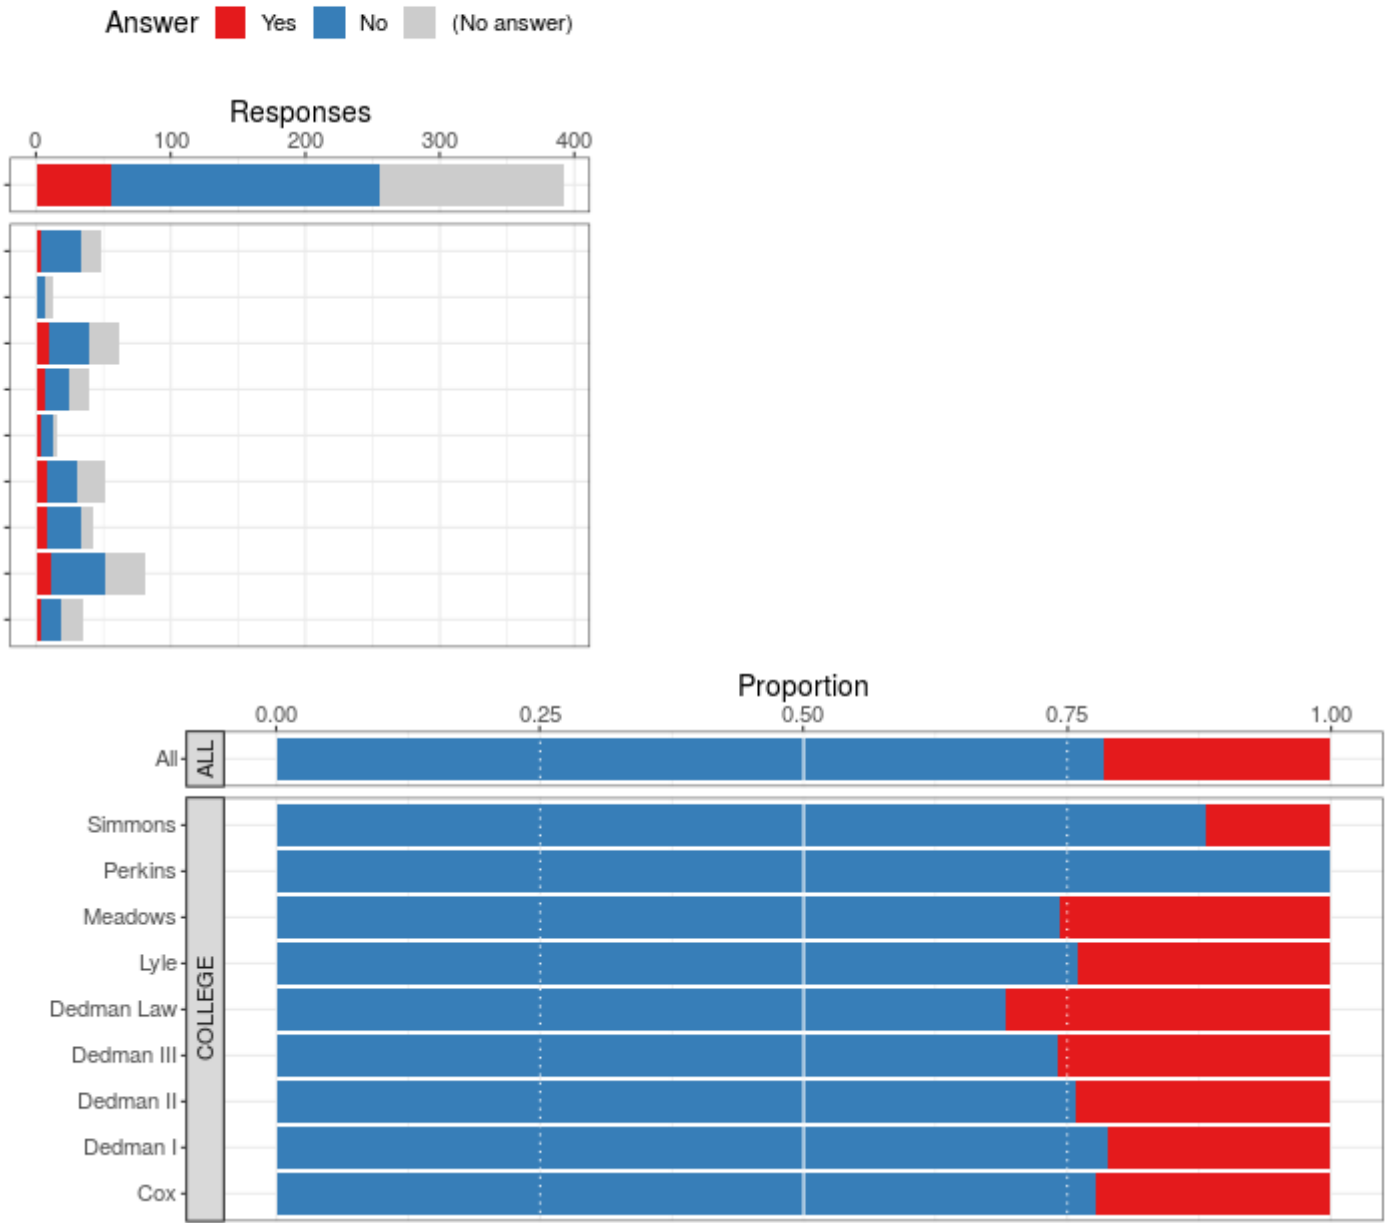 Answer Yes No (No answer)
Responses
0 100 200 300 400
Proportion
0.00 0.25 0.50 0.75 1.00
All
ALL
Simmons
Perkins
Meadows
Lyle
Dedman Law
Dedman III
Dedman II
Dedman I
Cox
COLLEGE